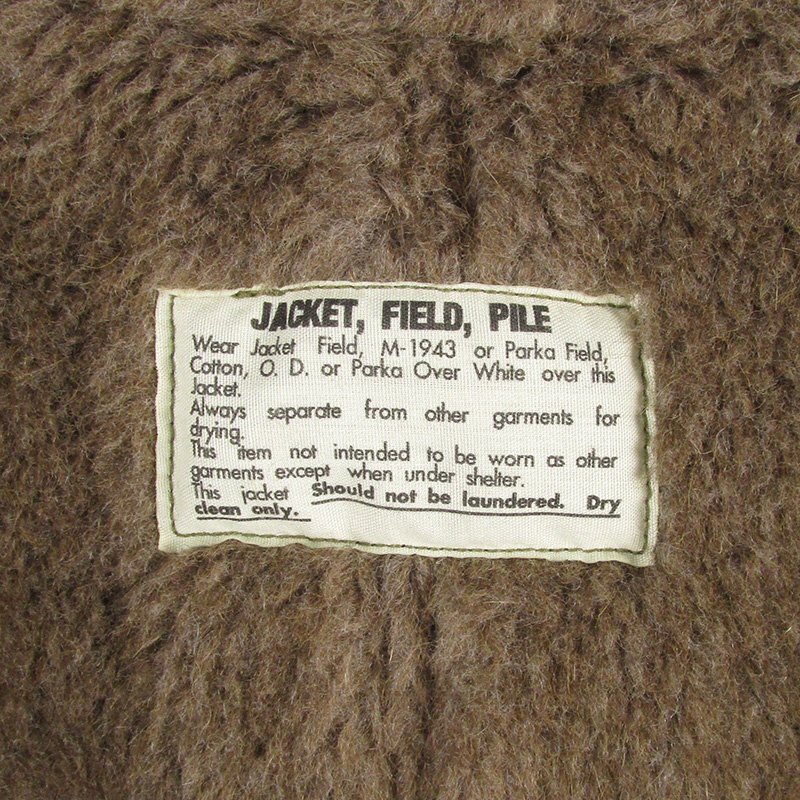 JACKET, FIELD, PILE
Wear Jacket Field, M-1943 or Parka Field,
Cotton, O. D. or Parka Over White over this
Jacket.
Always separate from other garments for
drying.
This item not intended to be worn as other
garments except when under shelter.
This jacket Should not be laundered. Dry
clean only.